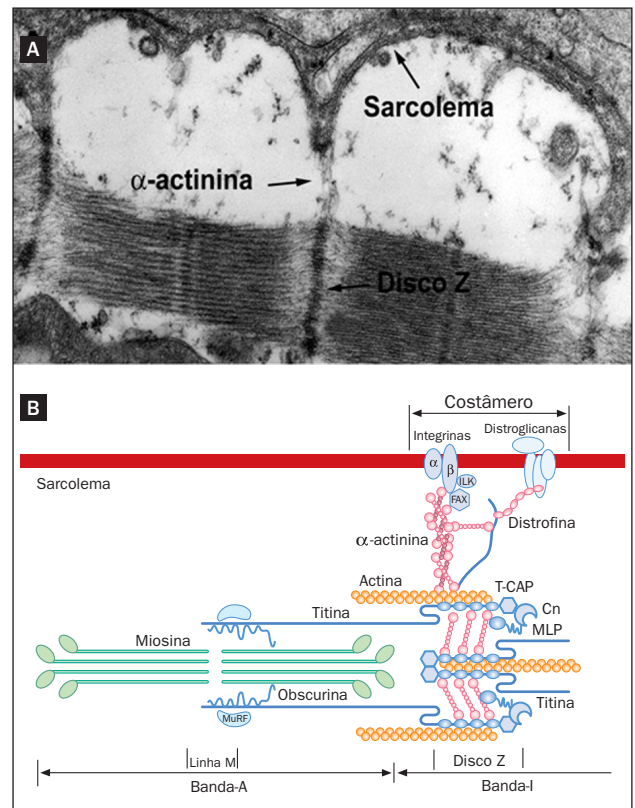 A
Sarcolema
α-actinina
Disco Z
B
Costâmero
Integrinas
Distroglicanas
α
β
ILK
FAX
Sarcolema
Distrofina
α-actinina
Actina
T-CAP
Titina
Cn
MLP
Miosina
Obscurina
Titina
MuRF
Linha M
Disco Z
Banda-A
Banda-I